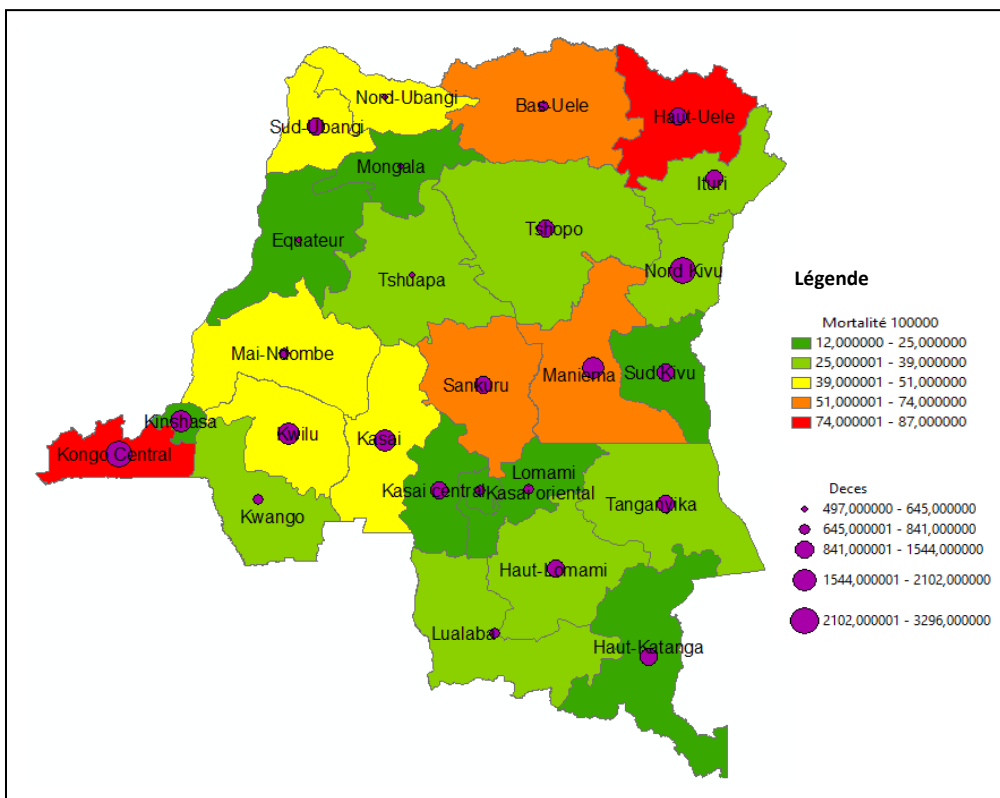 Nord-Ubangi
Bas-Uele
Haut-Uele
Sud-Ubangi
Mongala
Ituri
Tshopo
Equateur
Nord Kivu
Tshuapa
Légende
Mortalité 100000
12,000000 - 25,000000
25,000001 - 39,000000
39,000001 - 51,000000
51,000001 - 74,000000
74,000001 - 87,000000
Mai-Ndombe
Sankuru
Maniema
Sud Kivu
Kinshasa
Kwilu
Kasai
Kongo Central
Lomami
Kasai central
Kasai oriental
Tanganyika
Kwango
Deces
497,000000 - 645,000000
645,000001 - 841,000000
841,000001 - 1544,000000
1544,000001 - 2102,000000
2102,000001 - 3296,000000
Haut-Lomami
Lualaba
Haut-Katanga